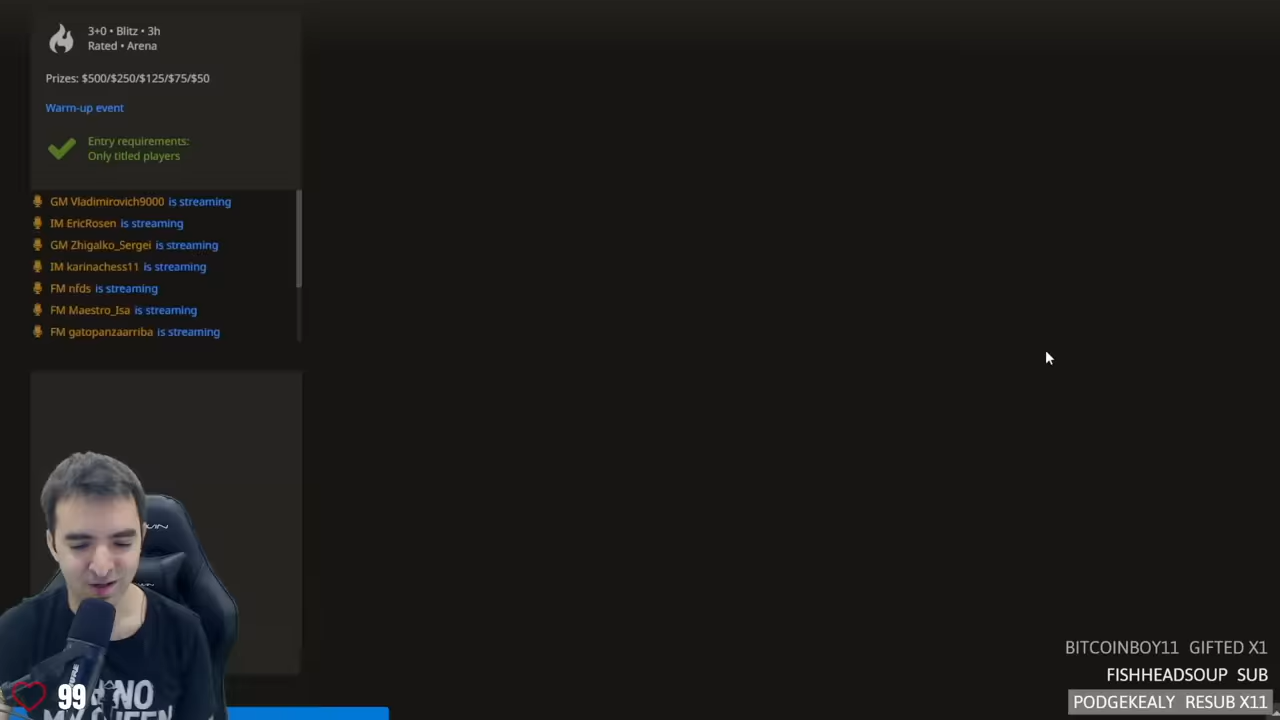 3+0 • Blitz • 3h
Rated • Arena
Prizes: $500/$250/$125/$75/$50
Warm-up event
Entry requirements:
Only titled players
GM Vladimirovich9000 is streaming
IM EricRosen is streaming
GM Zhigalko_Sergei is streaming
IM karinachess11 is streaming
FM nfds is streaming
FM Maestro_Isa is streaming
FM gatopanzaarriba is streaming
99
NO
MY QUEEN
BITCOINBOY11 GIFTED X1
FISHHEADSOUP SUB
PODGEKEALY RESUB X11